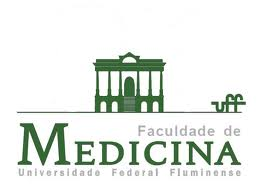 uff
Faculdade de
MEDICINA
Universidade Federal Fluminense